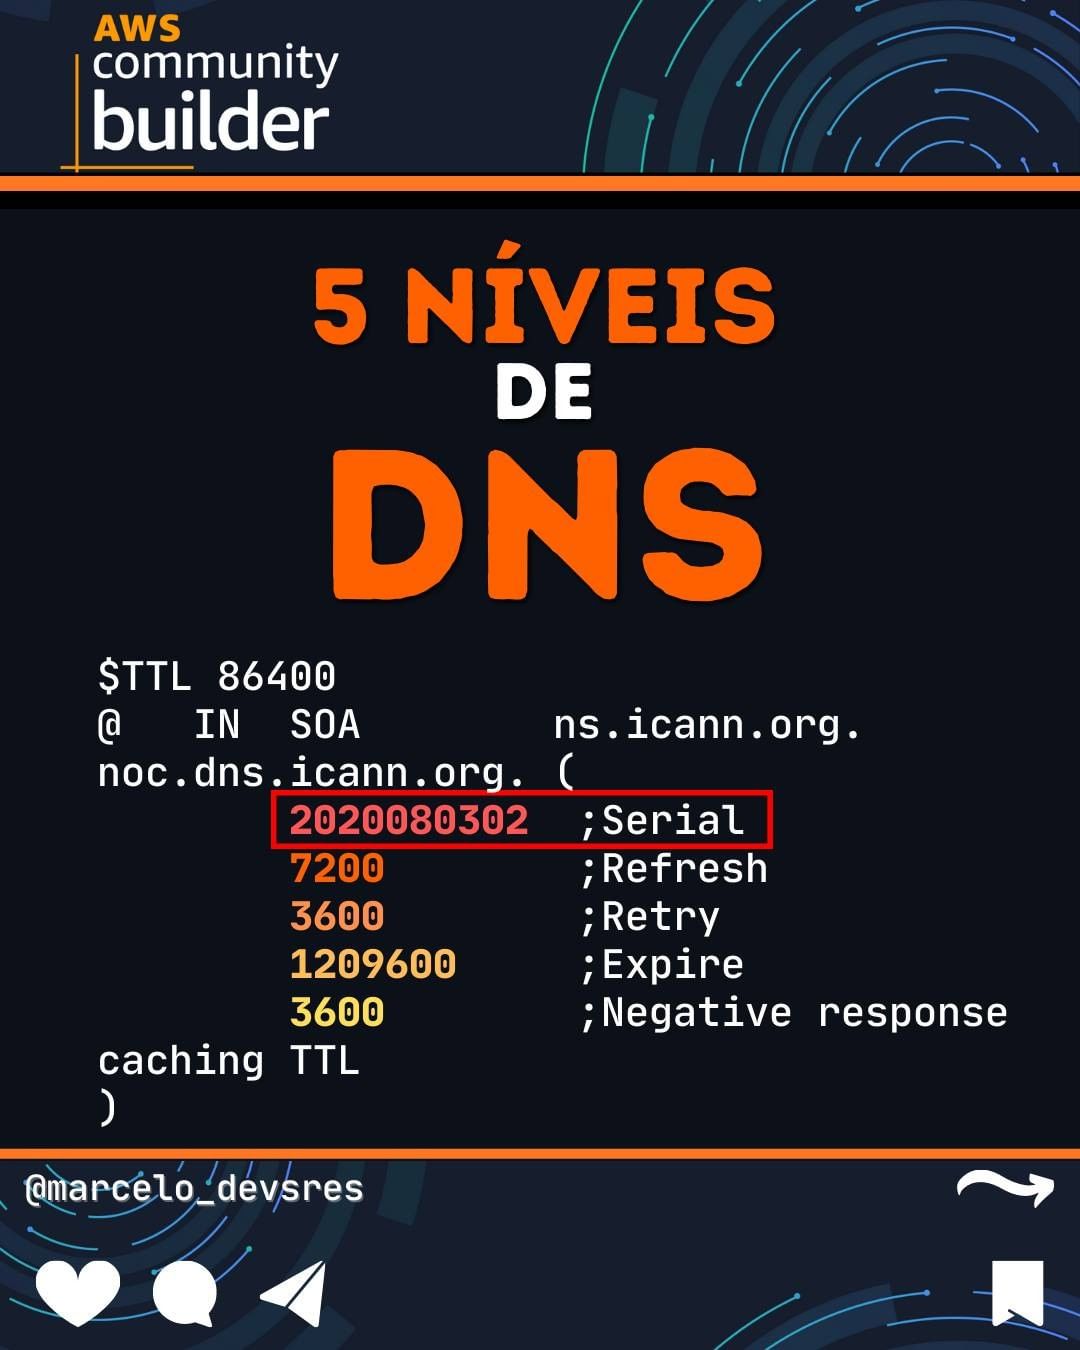 AWS
community
builder
5 NÍVEIS
DE
DNS
$TTL 86400
@   IN  SOA        ns.icann.org.
noc.dns.icann.org. (
        2020080302  ;Serial
        7200        ;Refresh
        3600        ;Retry
        1209600     ;Expire
        3600        ;Negative response
caching TTL
)
@marcelo_devsres